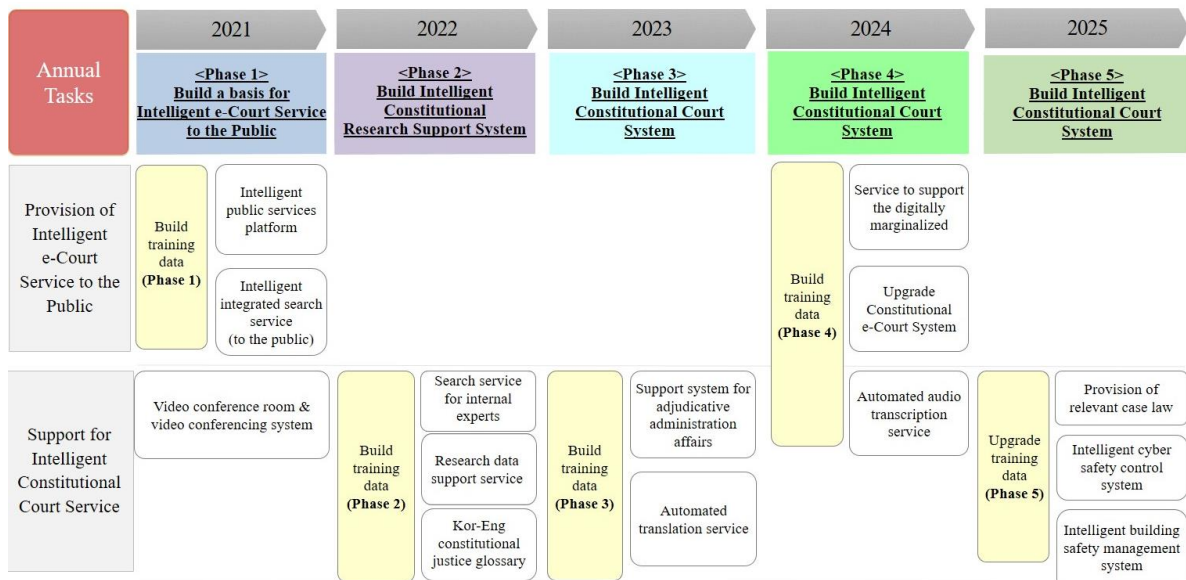 Annual
Tasks
2021
2022
2023
2024
2025
<Phase 1>
Build a basis for
Intelligent e-Court Service
to the Public
<Phase 2>
Build Intelligent
Constitutional
Research Support System
<Phase 3>
Build Intelligent
Constitutional Court
System
<Phase 4>
Build Intelligent
Constitutional Court
System
<Phase 5>
Build Intelligent
Constitutional Court
System
Provision of
Intelligent
e-Court
Service to the
Public
Build
training
data
(Phase 1)
Intelligent
public services
platform
Intelligent
integrated search
service
(to the public)
Build
training
data
(Phase 4)
Service to support
the digitally
marginalized
Upgrade
Constitutional
e-Court System
Support for
Intelligent
Constitutional
Court Service
Video conference room &
video conferencing system
Build
training
data
(Phase 2)
Search service
for internal
experts
Research data
support service
Kor-Eng
constitutional
justice glossary
Build
training
data
(Phase 3)
Support system for
adjudicative
administration
affairs
Automated
translation service
Automated audio
transcription
service
Upgrade
training
data
(Phase 5)
Provision of
relevant case law
Intelligent cyber
safety control
system
Intelligent building
safety management
system